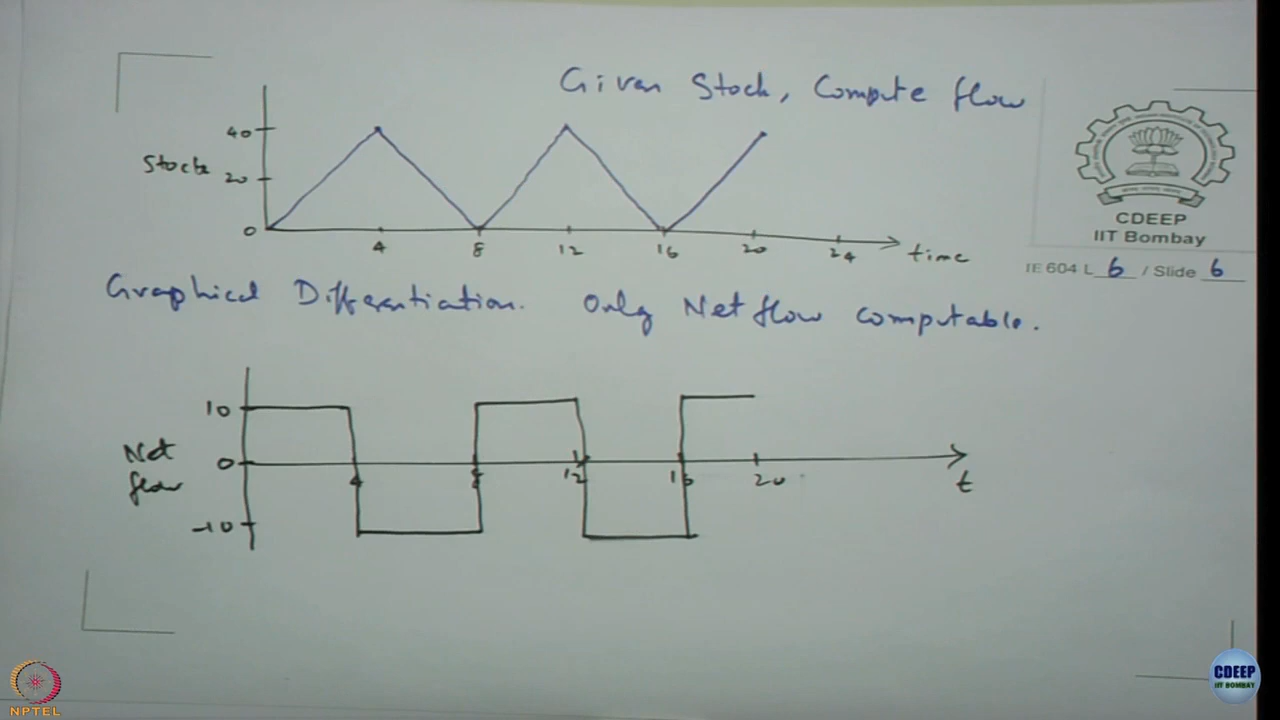 Given Stock, Compute flow
40
Stock 20
0
4 8 12 16 20 24 time
CDEEP
IIT Bombay
IE 604 L 6 / Slide 6
Graphical Differentiation. Only Net flow computable.
10
Net
flow
0
-10
4 8 12 16 20 t
NPTEL
CDEEP
IIT BOMBAY